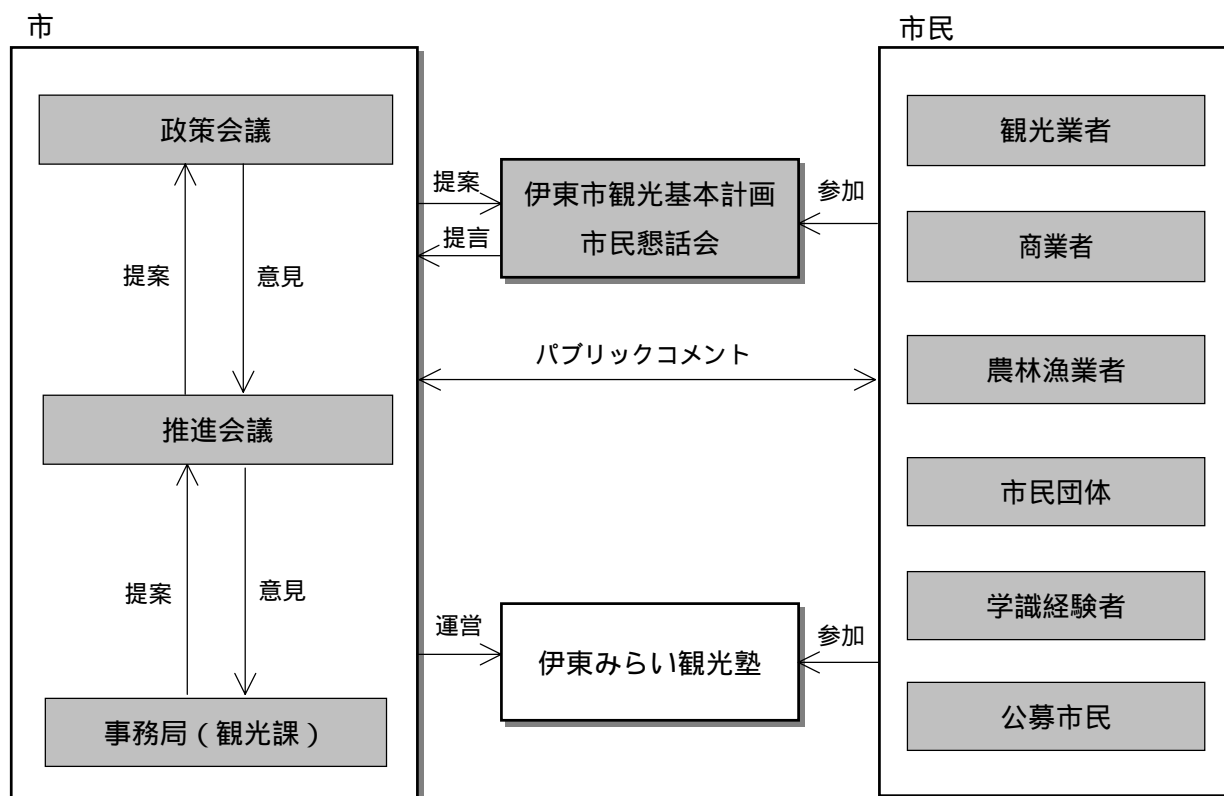 市
市民
政策会議
提案
意見
推進会議
提案
意見
事務局（観光課）
提案
提言
伊東市観光基本計画
市民懇話会
参加
パブリックコメント
運営
伊東みらい観光塾
参加
観光業者
商業者
農林漁業者
市民団体
学識経験者
公募市民